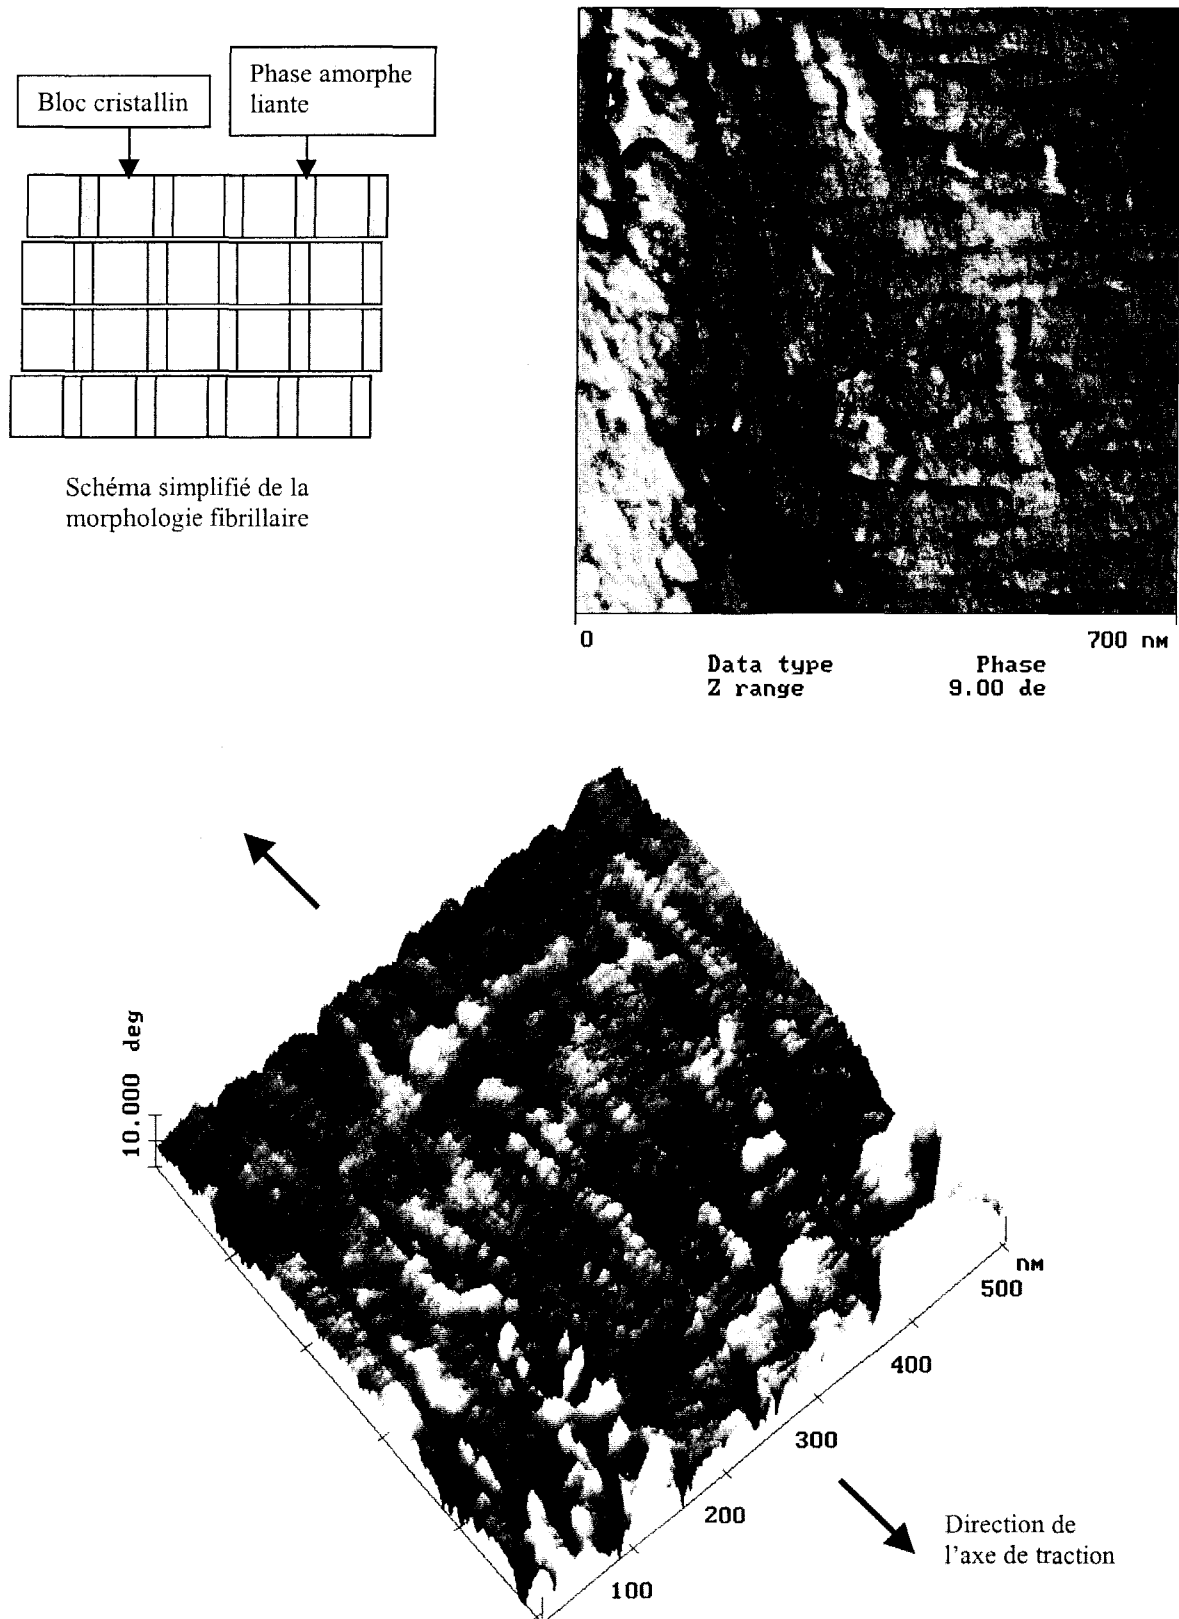 Bloc cristallin
Phase amorphe
liante
Schéma simplifié de la
morphologie fibrillaire
0
700 nm
Data type Phase
Z range 9.00 de
10.000 deg
nm
500
400
300
200
100
Direction de
l'axe de traction